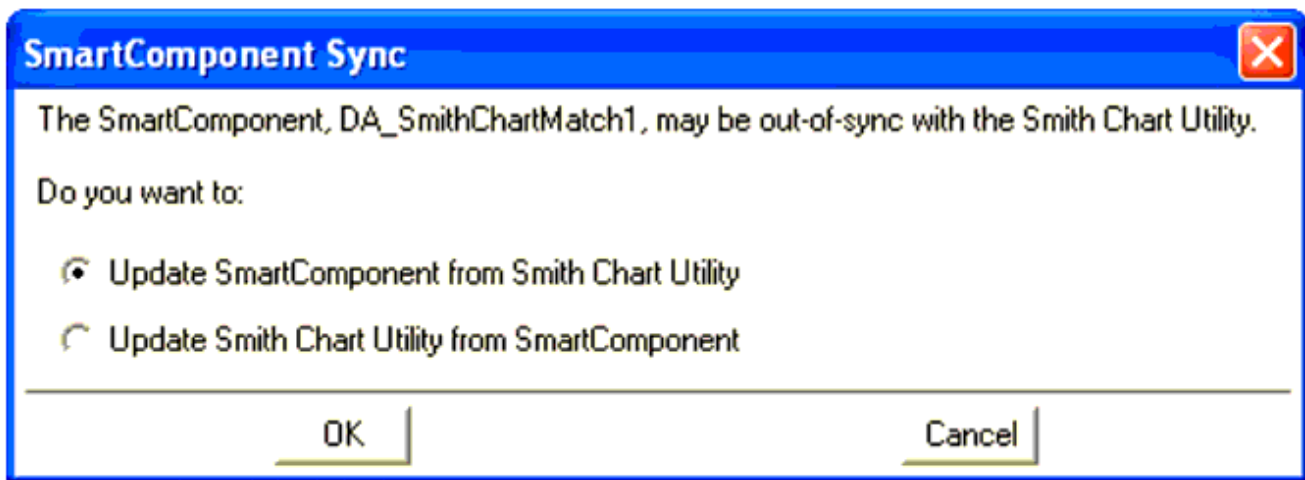 SmartComponent Sync
The SmartComponent, DA_SmithChartMatch1, may be out-of-sync with the Smith Chart Utility.
Do you want to:
Update SmartComponent from Smith Chart Utility
Update Smith Chart Utility from SmartComponent
OK Cancel